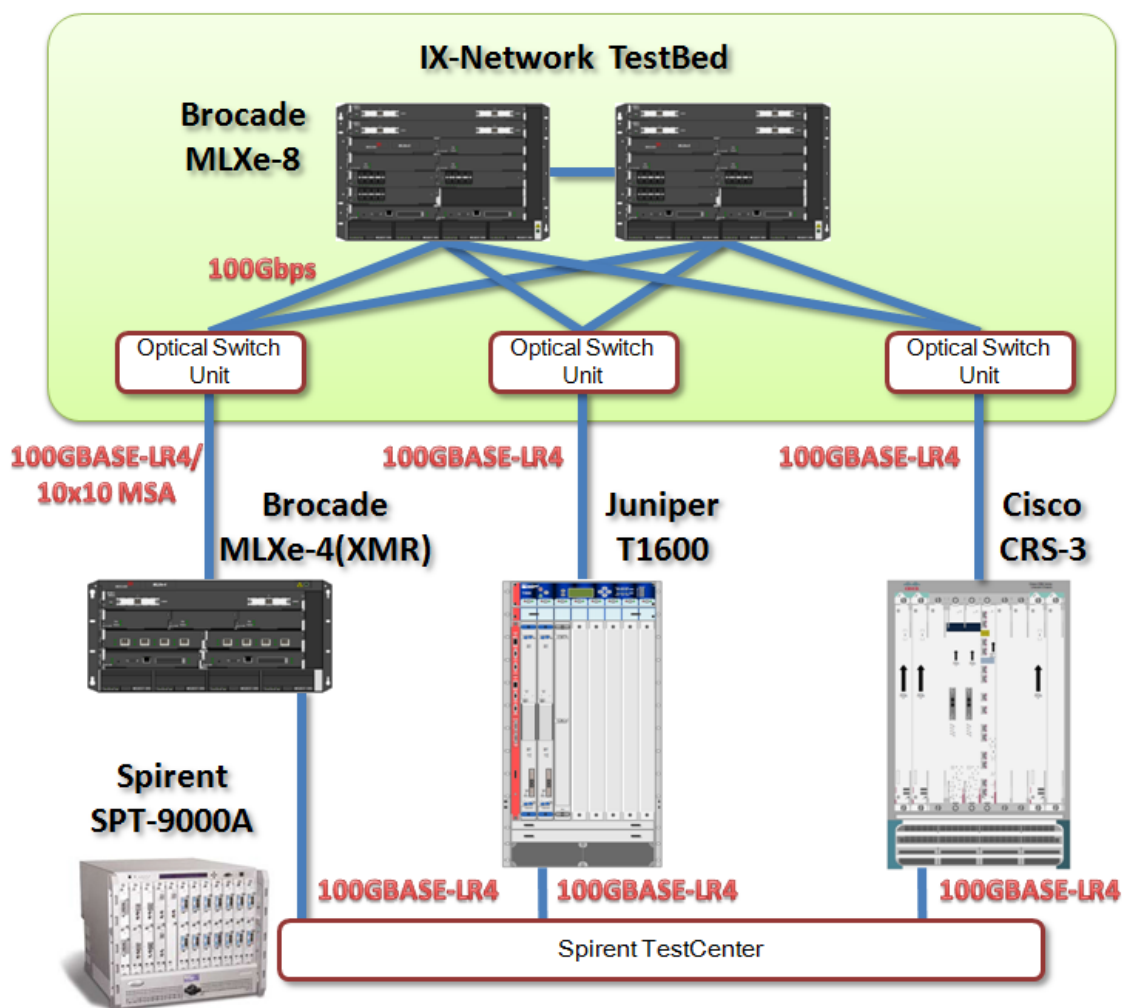 IX-Network TestBed
Brocade
MLXe-8
100Gbps
Optical Switch
Unit
Optical Switch
Unit
Optical Switch
Unit
100GBASE-LR4/
10x10 MSA
100GBASE-LR4
100GBASE-LR4
Brocade
MLXe-4(XMR)
Juniper
T1600
Cisco
CRS-3
Spirent
SPT-9000A
100GBASE-LR4
100GBASE-LR4
100GBASE-LR4
Spirent TestCenter